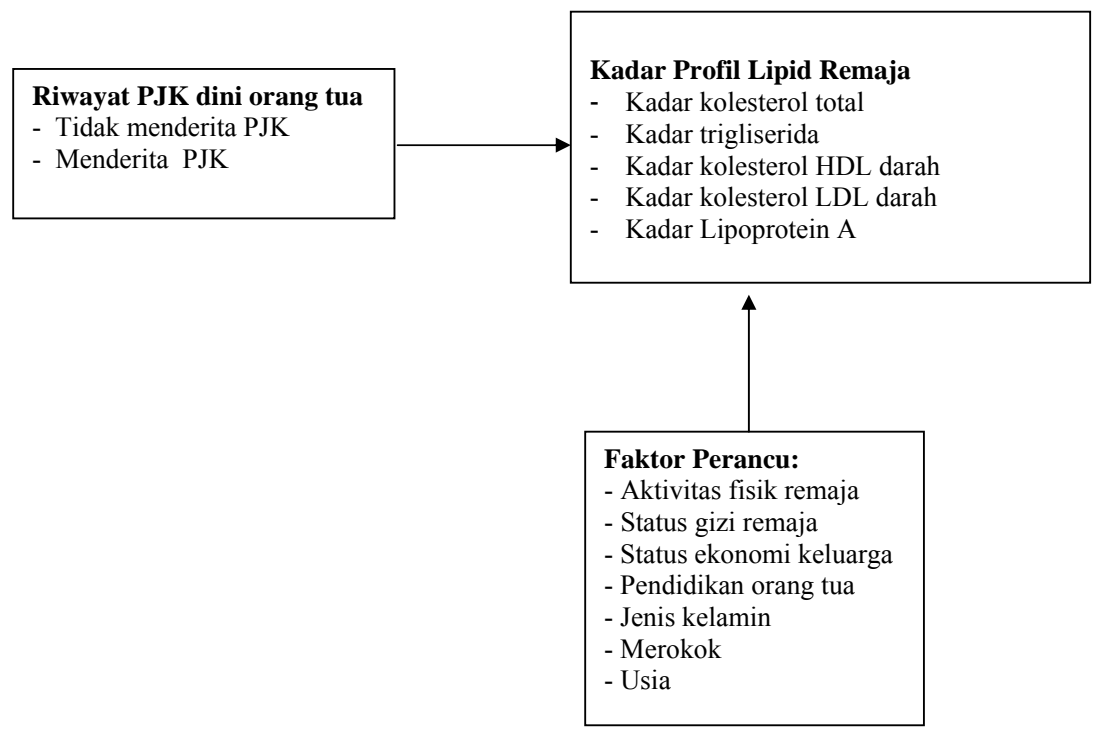 Riwayat PJK dini orang tua
- Tidak menderita PJK
- Menderita PJK
Kadar Profil Lipid Remaja
- Kadar kolesterol total
- Kadar trigliserida
- Kadar kolesterol HDL darah
- Kadar kolesterol LDL darah
- Kadar Lipoprotein A
Faktor Perancu:
- Aktivitas fisik remaja
- Status gizi remaja
- Status ekonomi keluarga
- Pendidikan orang tua
- Jenis kelamin
- Merokok
- Usia